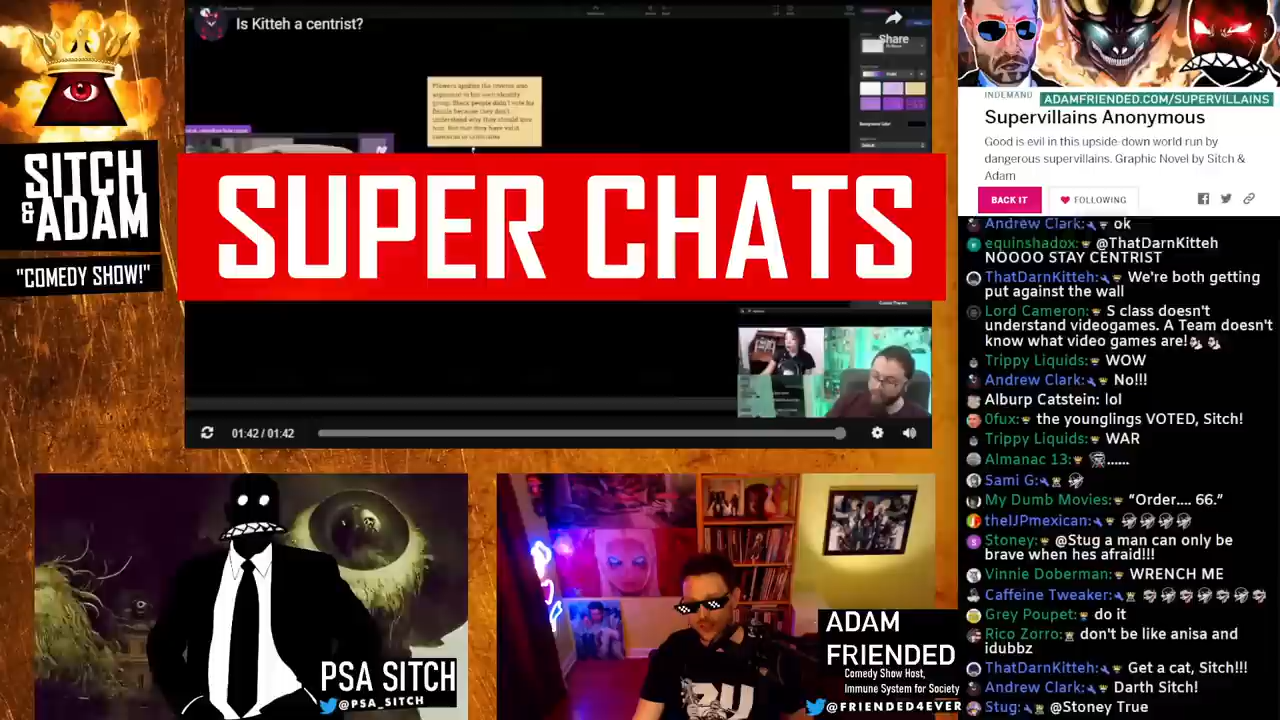 Is Kitteh a centrist?
Share
SUPER CHATS
01:42 / 01:42
SITCH
& ADAM
"COMEDY SHOW!"
PSA SITCH
@PSA_SITCH
ADAM
FRIENDED
Comedy Show Host,
Immune System for Society
@FRIENDED4EVER
INDEMAND
ADAMFRIENDED.COM/SUPERVILLAINS
Supervillains Anonymous
Good is evil in this upside-down world run by
dangerous supervillains. Graphic Novel by Sitch &
Adam
BACK IT
FOLLOWING
Andrew Clark: ok
equinshadox: @ThatDarnKitteh
NOOOO STAY CENTRIST
ThatDarnKitteh: We're both getting
put against the wall
Lord Cameron: S class doesn't
understand videogames. A Team doesn't
know what video games are!
Trippy Liquids: WOW
Andrew Clark: No!!!
Alburp Catstein: lol
0fux: the younglings VOTED, Sitch!
Trippy Liquids: WAR
Almanac 13: ......
Sami G:
My Dumb Movies: “Order.... 66.”
theIJPmexican:
Stoney: @Stug a man can only be
brave when hes afraid!!!
Vinnie Doberman: WRENCH ME
Caffeine Tweaker:
Grey Poupet: do it
Rico Zorro: don't be like anisa and
idubbz
ThatDarnKitteh: Get a cat, Sitch!!!
Andrew Clark: Darth Sitch!
Stug: @Stoney True